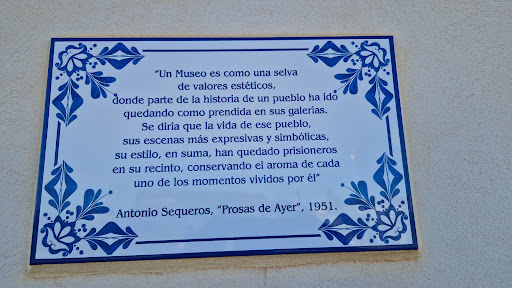 “Un Museo es como una selva
de valores estéticos,
donde parte de la historia de un pueblo ha ido
quedando como prendida en sus galerías.
Se diría que la vida de ese pueblo,
sus escenas más expresivas y simbólicas,
su estilo, en suma, han quedado prisioneros
en su recinto, conservando el aroma de cada
uno de los momentos vividos por él”
Antonio Sequeros, “Prosas de Ayer”, 1951.